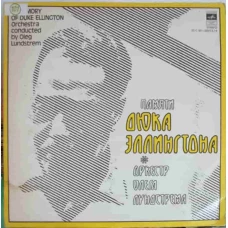 MORY
OF DUKE ELLINGTON
Orchestra
conducted
by Oleg
Lundstrem
ПАМЯТИ
ДЮКА
ЭЛЛИНГТОНА
*
ОРКЕСТР
ОЛЕГА
ЛУНДСТРЕМА